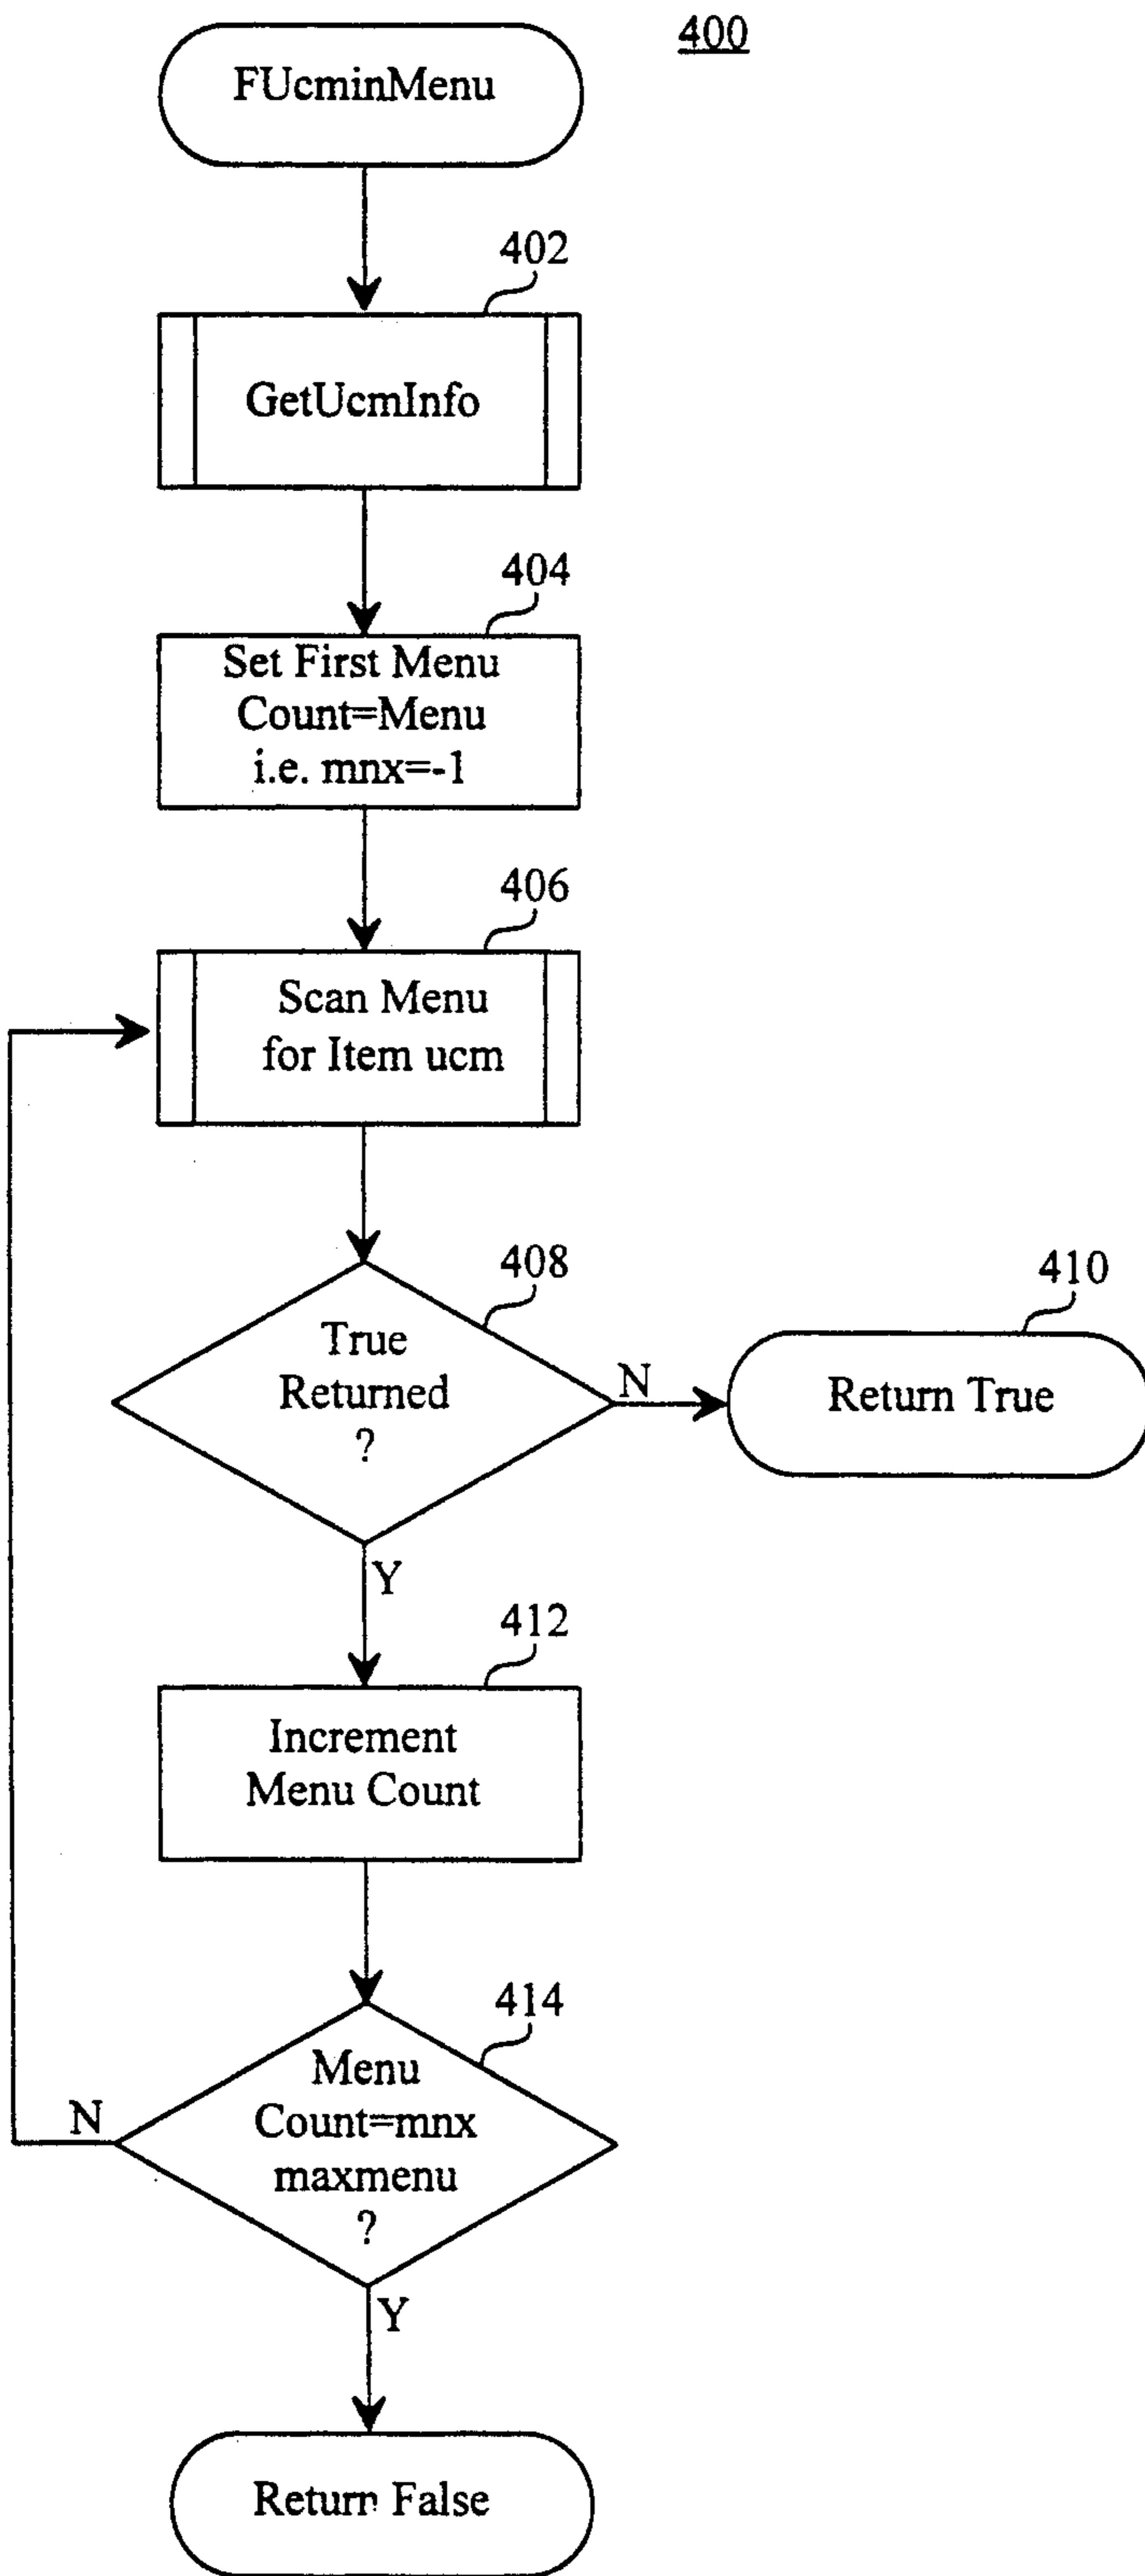 400
FUcminMenu
402
GetUcmInfo
404
Set First Menu
Count=Menu
i.e. mnx=-1
406
Scan Menu
for Item ucm
408
True
Returned
?
N
410
Return True
Y
412
Increment
Menu Count
414
Menu
Count=mnx
maxmenu
?
N
Y
Return False